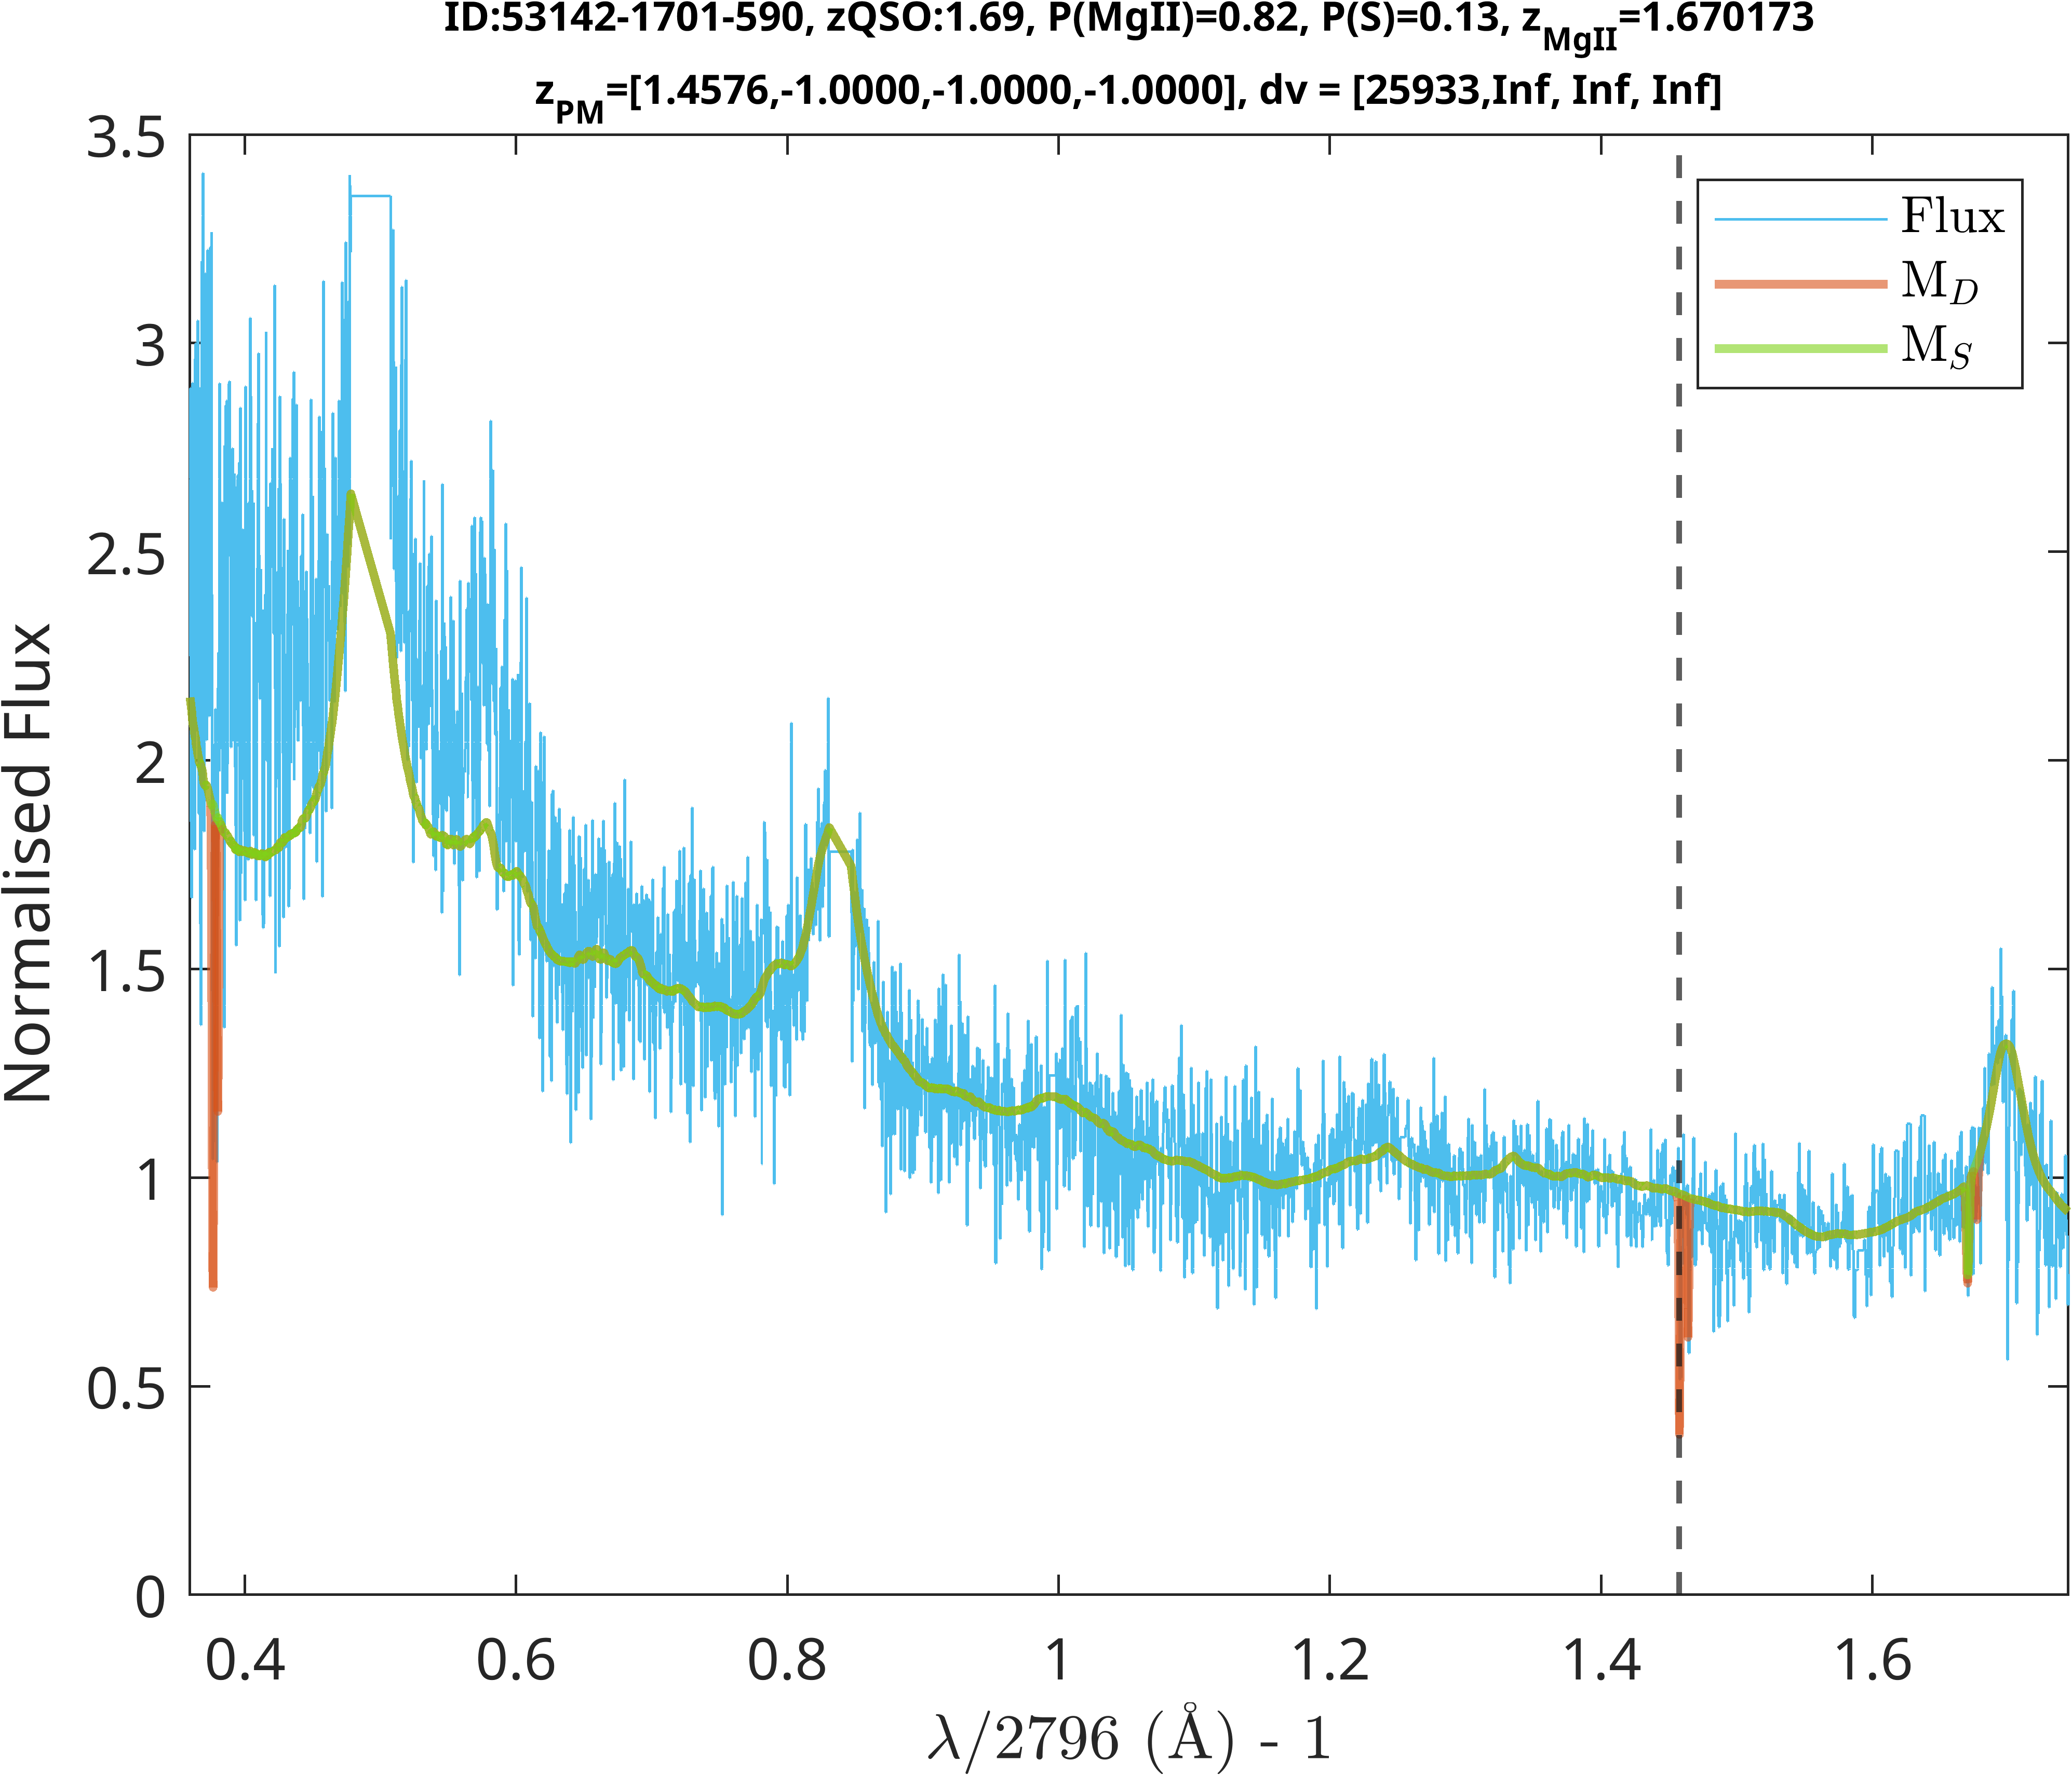 ID:53142-1701-590, zQSO:1.69, P(MgII)=0.82, P(S)=0.13, zMgII=1.670173
zPM=[1.4576,-1.0000,-1.0000,-1.0000], dv = [25933,Inf, Inf, Inf]
3.5
3
2.5
2
1.5
1
0.5
0
Normalised Flux
Flux
MD
MS
0.4
0.6
0.8
1
1.2
1.4
1.6
λ/2796 (Å) - 1